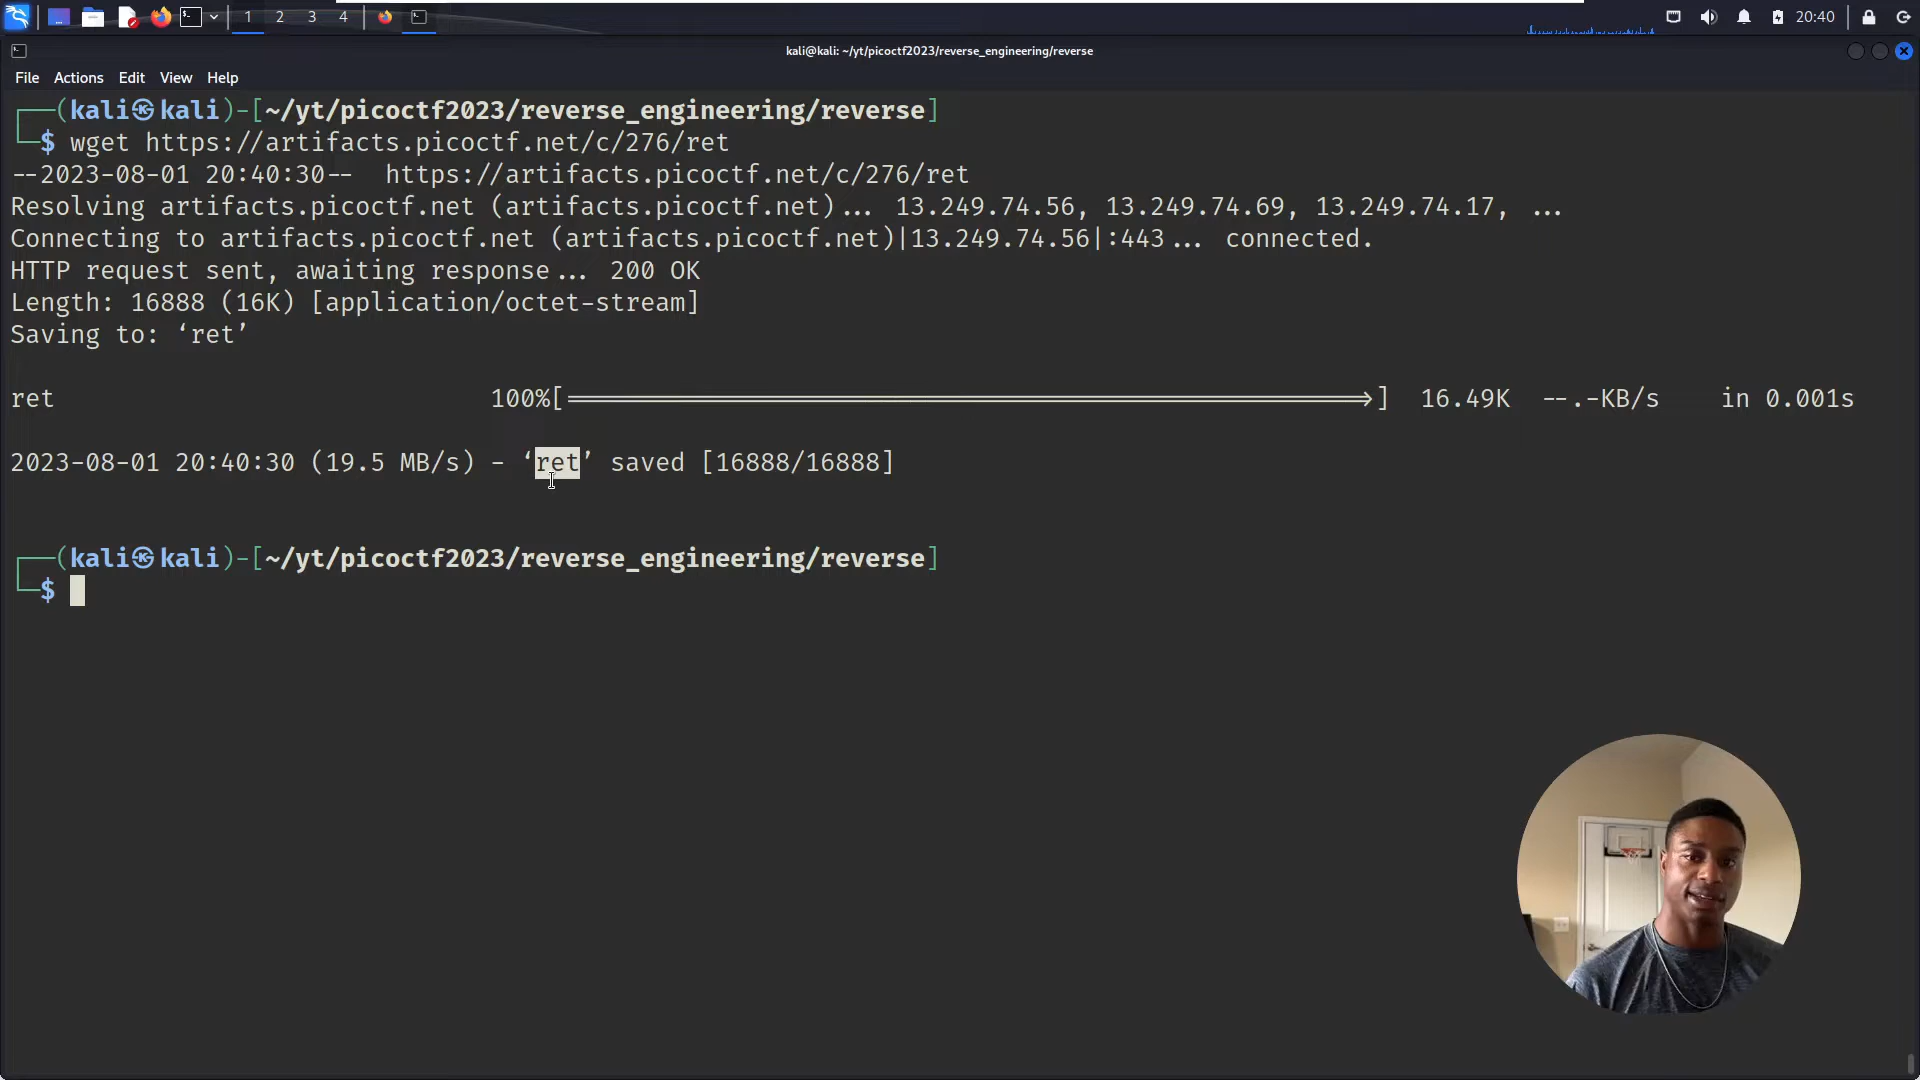 1 2 3 4
20:40
kali@kali: ~/yt/picoctf2023/reverse_engineering/reverse
File Actions Edit View Help
┌──(kali㉿kali)-[~/yt/picoctf2023/reverse_engineering/reverse]
└─$ wget https://artifacts.picoctf.net/c/276/ret
--2023-08-01 20:40:30-- https://artifacts.picoctf.net/c/276/ret
Resolving artifacts.picoctf.net (artifacts.picoctf.net)... 13.249.74.56, 13.249.74.69, 13.249.74.17, ...
Connecting to artifacts.picoctf.net (artifacts.picoctf.net)|13.249.74.56|:443... connected.
HTTP request sent, awaiting response... 200 OK
Length: 16888 (16K) [application/octet-stream]
Saving to: ‘ret’
ret 100%[===================>] 16.49K --.-KB/s in 0.001s
2023-08-01 20:40:30 (19.5 MB/s) - ‘ret’ saved [16888/16888]
┌──(kali㉿kali)-[~/yt/picoctf2023/reverse_engineering/reverse]
└─$